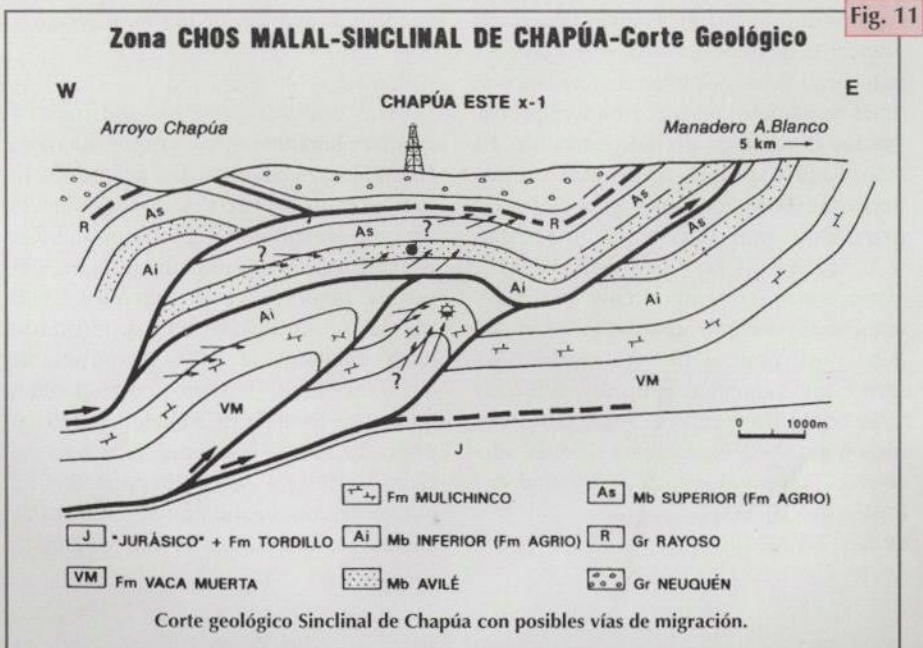 Fig. 11
Zona CHOS MALAL-SINCLINAL DE CHAPÚA-Corte Geológico
W
E
CHAPÚA ESTE x-1
Arroyo Chapúa
Manadero A.Blanco
5 km
R
As
As
?
?
R
As
As
Ai
Ai
Ai
Ai
VM
?
VM
J
0 1000m
Fm MULICHINCO
As Mb SUPERIOR (Fm AGRIO)
J "JURÁSICO" + Fm TORDILLO
Ai Mb INFERIOR (Fm AGRIO)
R Gr RAYOSO
VM Fm VACA MUERTA
Mb AVILÉ
Gr NEUQUÉN
Corte geológico Sinclinal de Chapúa con posibles vías de migración.